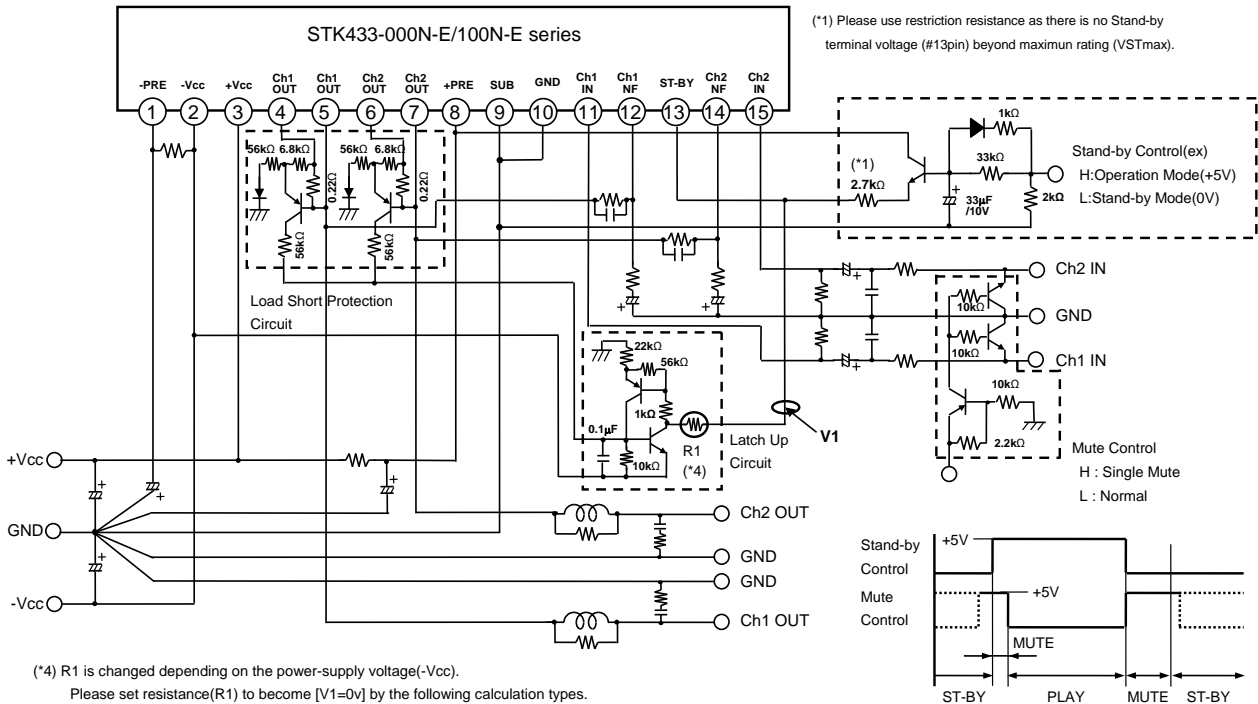 STK433-000N-E/100N-E series
(*1) Please use restriction resistance as there is no Stand-by
terminal voltage (#13pin) beyond maximun rating (VSTmax).
-PRE -Vcc +Vcc Ch1 OUT Ch1 OUT Ch2 OUT Ch2 OUT +PRE SUB GND Ch1 IN Ch1 NF ST-BY Ch2 NF Ch2 IN
1 2 3 4 5 6 7 8 9 10 11 12 13 14 15
56kΩ 6.8kΩ 56kΩ 6.8kΩ
0.22Ω 0.22Ω
56kΩ 56kΩ
Load Short Protection
Circuit
(*1)
2.7kΩ
1kΩ
33kΩ
33µF
/10V
2kΩ
Stand-by Control(ex)
H:Operation Mode(+5V)
L:Stand-by Mode(0V)
Ch2 IN
10kΩ
GND
10kΩ
Ch1 IN
10kΩ
2.2kΩ
Mute Control
H : Single Mute
L : Normal
22kΩ
56kΩ
1kΩ
0.1µF
10kΩ
R1
(*4)
Latch Up
Circuit
V1
+Vcc
GND
-Vcc
+ + + +
+ + + +
+
Ch2 OUT
GND
GND
Ch1 OUT
Stand-by
Control
+5V
Mute
Control
+5V
MUTE
ST-BY PLAY MUTE ST-BY
(*4) R1 is changed depending on the power-supply voltage(-Vcc).
Please set resistance(R1) to become [V1=0v] by the following calculation types.